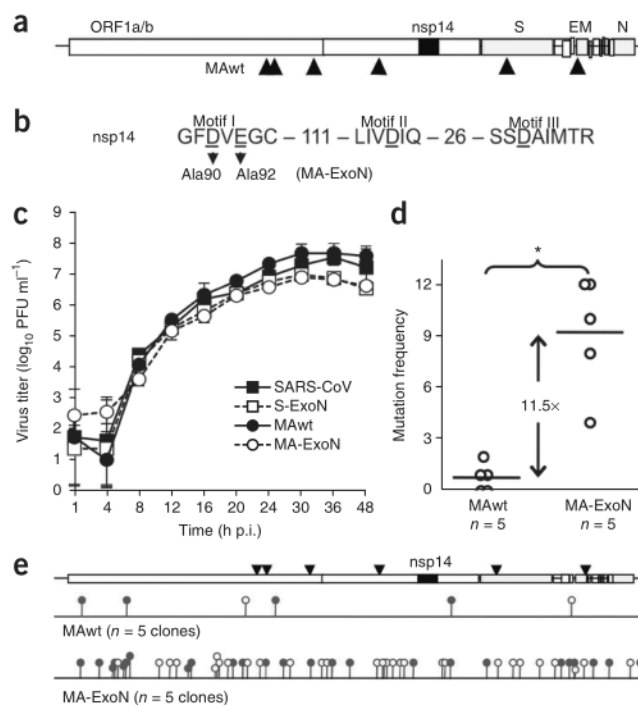 a
ORF1a/b nsp14 S EM N
MAwt
b
Motif I Motif II Motif III
nsp14 GFDVEGC – 111 – LIVDIQ – 26 – SSDAIMTR
Ala90 Ala92 (MA-ExoN)
c
Virus titer (log10 PFU ml−1)
9
8
7
6
5
4
3
2
1
0
SARS-CoV
S-ExoN
MAwt
MA-ExoN
1 4 8 12 16 20 24 30 36 48
Time (h p.i.)
d
*
Mutation frequency
12
9
6
3
0
11.5×
MAwt MA-ExoN
n = 5 n = 5
e
nsp14
MAwt (n = 5 clones)
MA-ExoN (n = 5 clones)